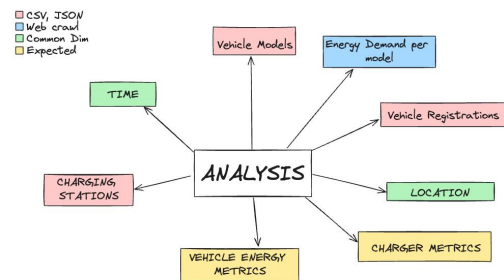 CSV, JSON
Web crawl
Common Dim
Expected
Vehicle Models
Energy Demand per
model
TIME
Vehicle Registrations
ANALYSIS
CHARGING
STATIONS
LOCATION
CHARGER METRICS
VEHICLE ENERGY
METRICS